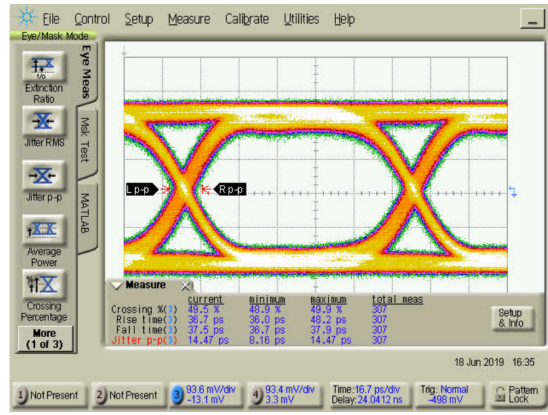 File Control Setup Measure Calibrate Utilities Help
Eye/Mask Mode
Extinction
Ratio
Jitter RMS
Jitter p-p
Average
Power
Crossing
Percentage
More
(1 of 3)
Eye Meas
Msk Test
MATLAB
L p-p
R p-p
Measure
current minimum maximum total meas
Crossing %(3) 49.5 % 48.9 % 49.9 % 307
Rise time(3) 36.7 ps 36.0 ps 48.2 ps 307
Fall time(3) 37.5 ps 36.7 ps 37.9 ps 307
Jitter p-p(3) 14.47 ps 8.16 ps 14.47 ps 307
Setup
& Info
18 Jun 2019 16:35
1 Not Present
2 Not Present
3 93.6 mV/div
-13.1 mV
4 93.4 mV/div
3.3 mV
Time:16.7 ps/div
Delay:24.0412 ns
Trig: Normal
-498 mV
Pattern
Lock